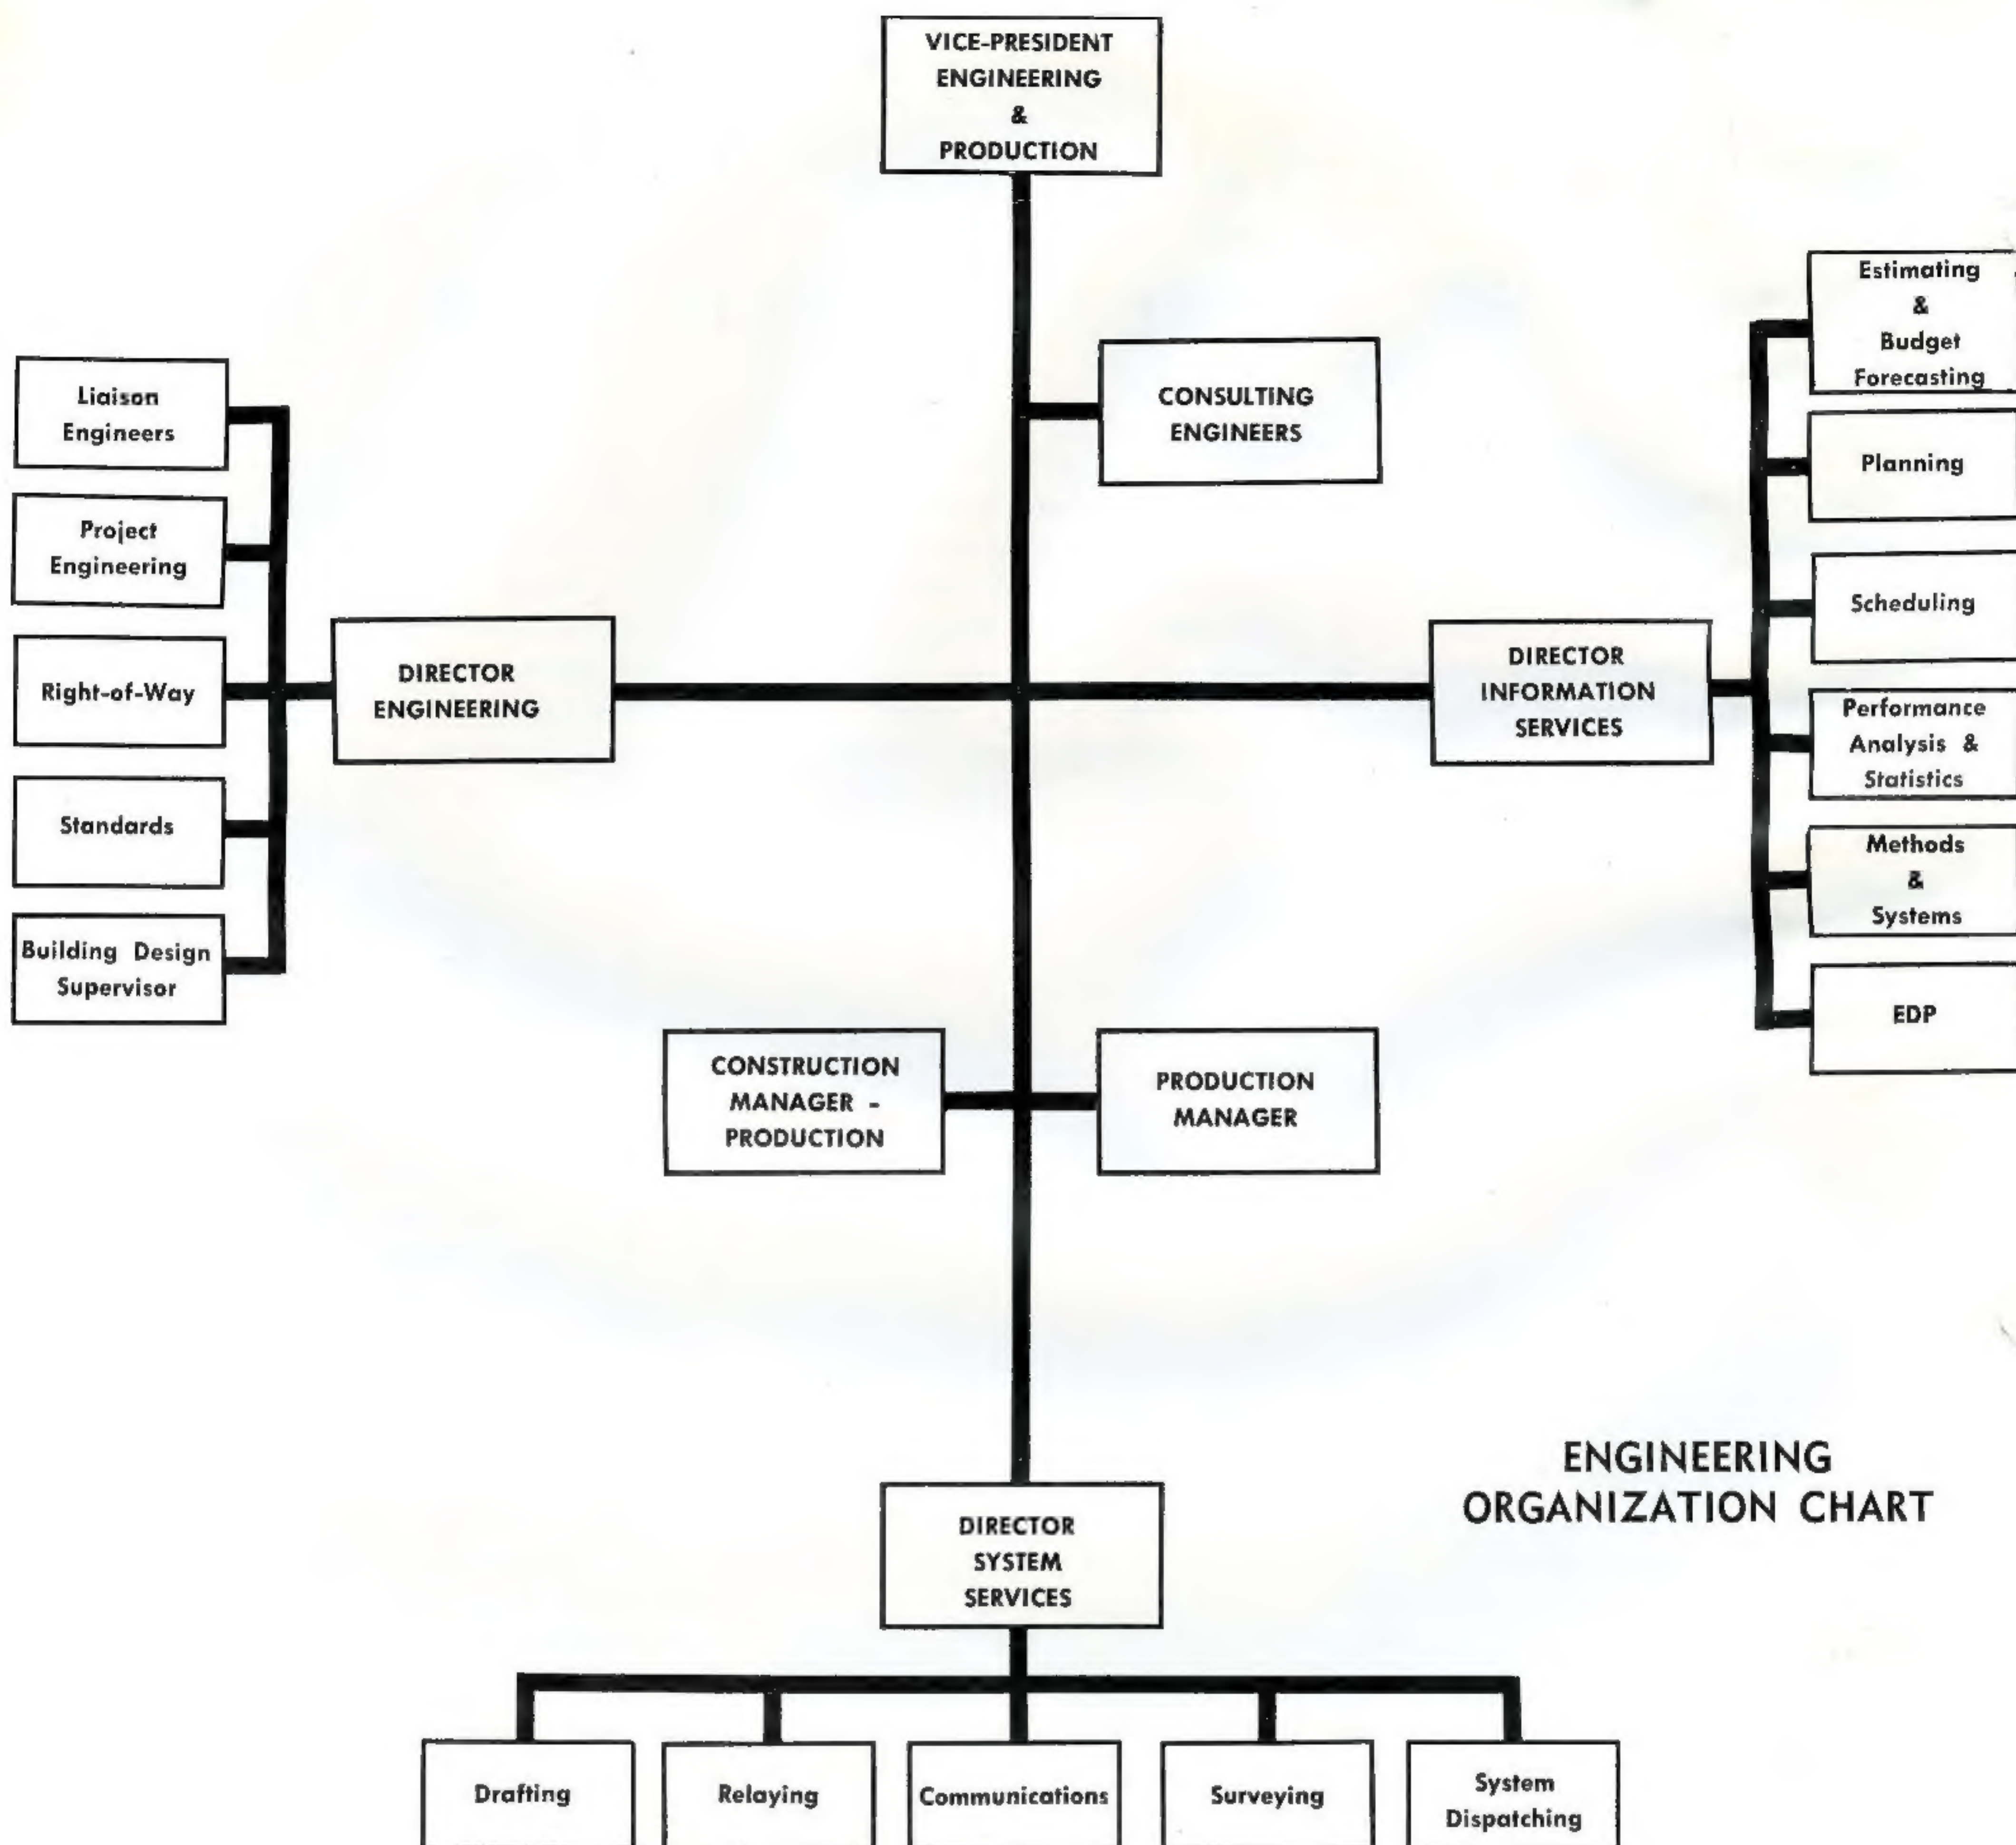 VICE-PRESIDENT
ENGINEERING
&
PRODUCTION
CONSULTING
ENGINEERS
Liaison
Engineers
Project
Engineering
Right-of-Way
Standards
Building Design
Supervisor
DIRECTOR
ENGINEERING
DIRECTOR
INFORMATION
SERVICES
Estimating
&
Budget
Forecasting
Planning
Scheduling
Performance
Analysis &
Statistics
Methods
&
Systems
EDP
CONSTRUCTION
MANAGER -
PRODUCTION
PRODUCTION
MANAGER
ENGINEERING
ORGANIZATION CHART
DIRECTOR
SYSTEM
SERVICES
Drafting
Relaying
Communications
Surveying
System
Dispatching